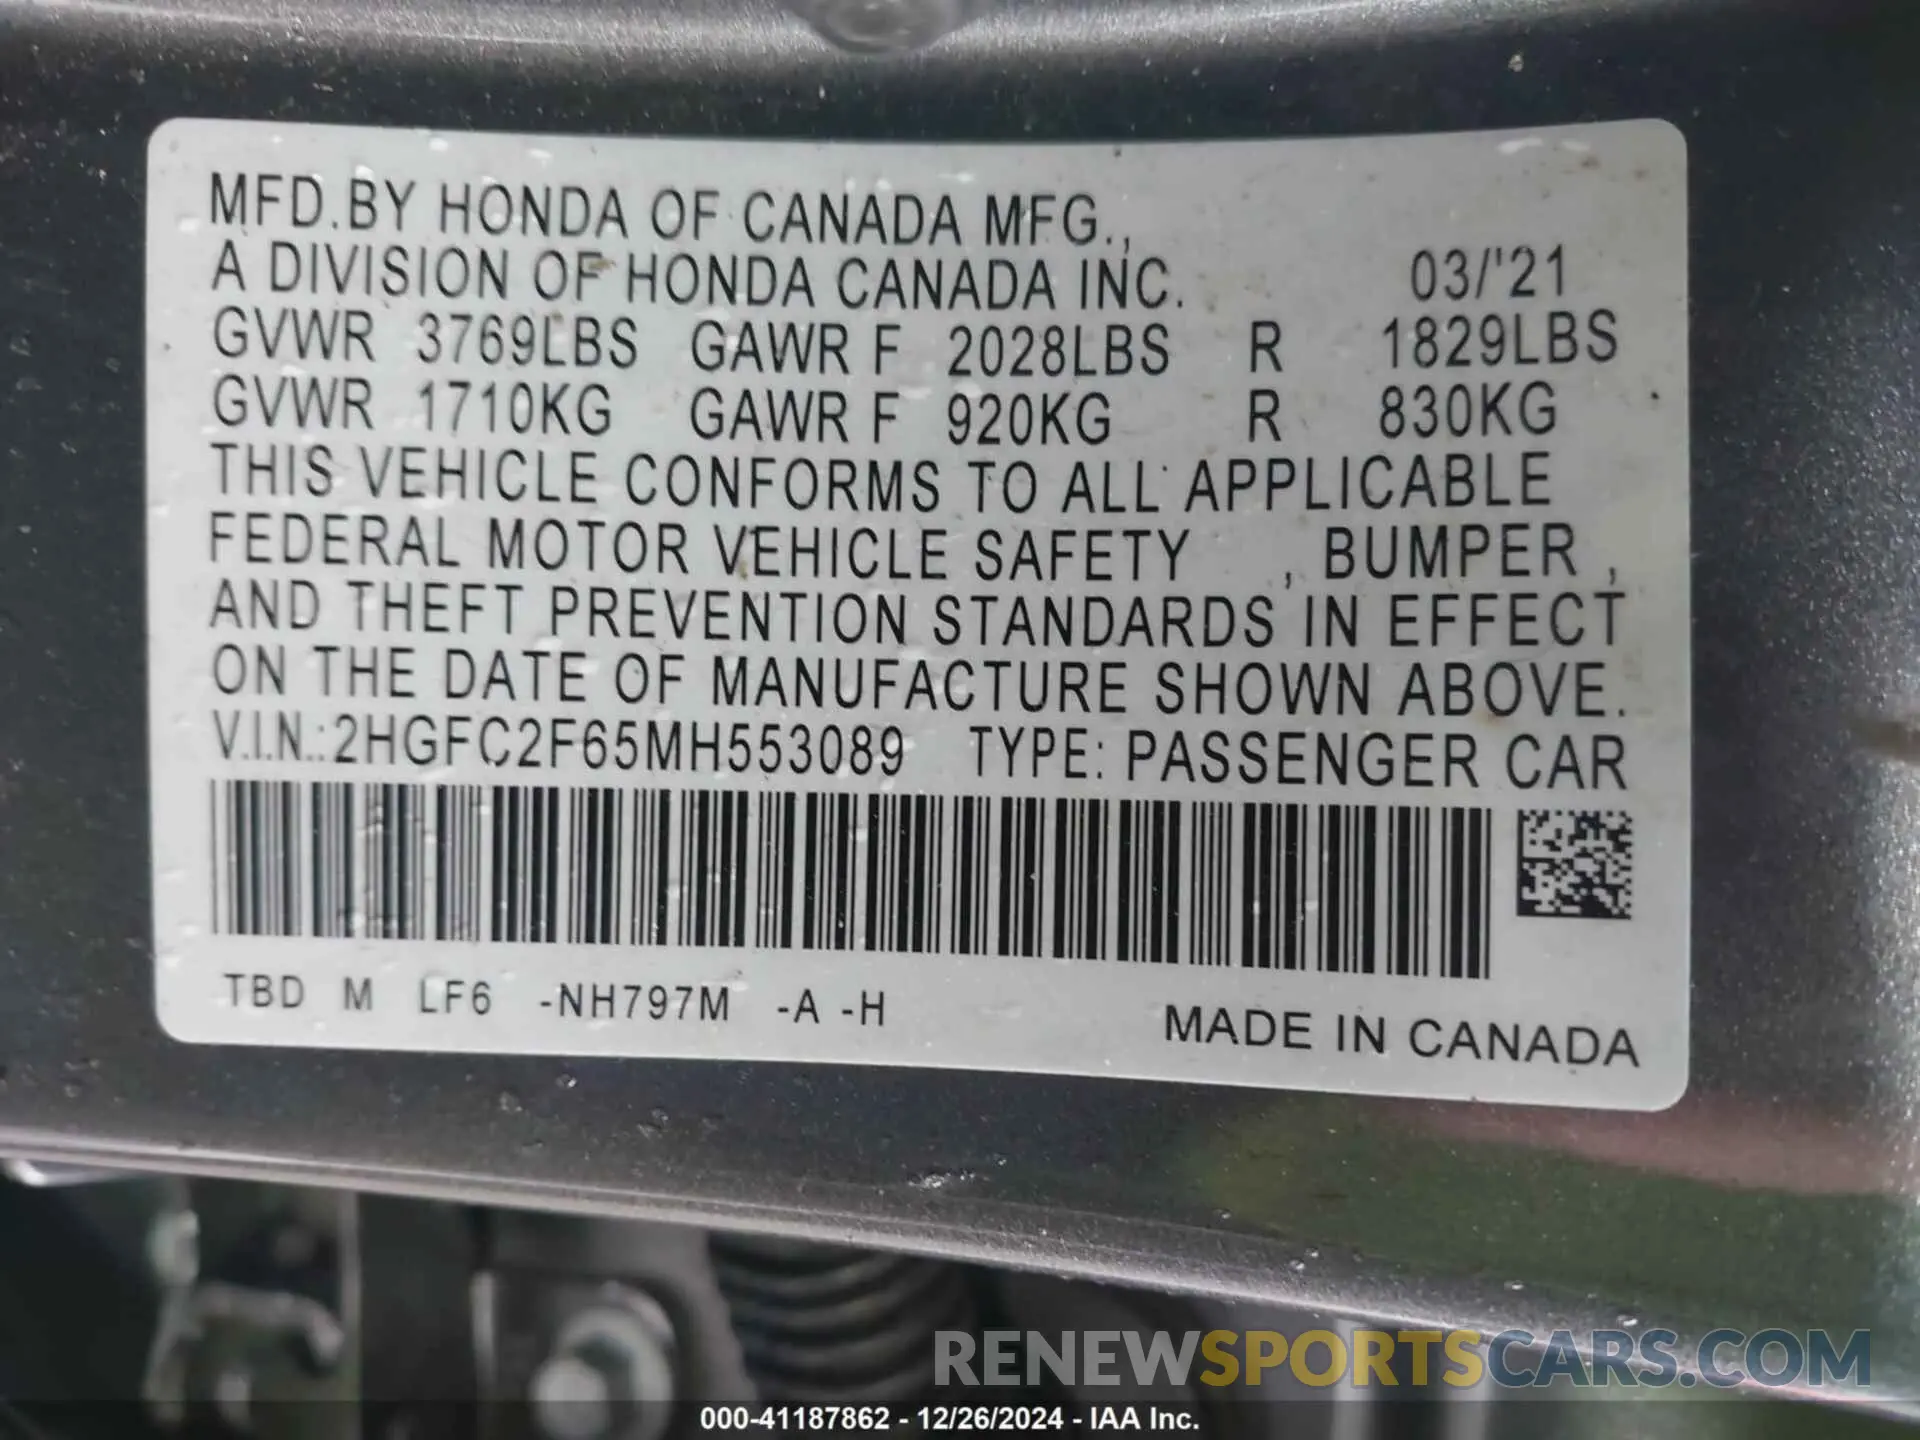 MFD.BY HONDA OF CANADA MFG.,
A DIVISION OF HONDA CANADA INC. 03/'21
GVWR 3769LBS GAWR F 2028LBS R 1829LBS
GVWR 1710KG GAWR F 920KG R 830KG
THIS VEHICLE CONFORMS TO ALL APPLICABLE
FEDERAL MOTOR VEHICLE SAFETY , BUMPER ,
AND THEFT PREVENTION STANDARDS IN EFFECT
ON THE DATE OF MANUFACTURE SHOWN ABOVE.
V.I.N.:2HGFC2F65MH553089 TYPE: PASSENGER CAR
TBD M LF6 -NH797M -A -H
MADE IN CANADA
RENEWSPORTSCARS.COM
000-41187862 - 12/26/2024 - IAA Inc.